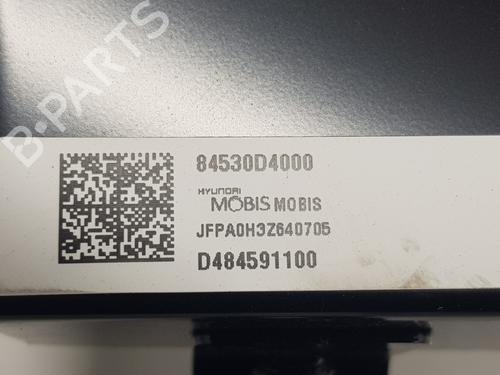 B-PARTS
84530D4000
HYUNDAI
MOBIS MOBIS
JFPA0H3Z640705
D484591100